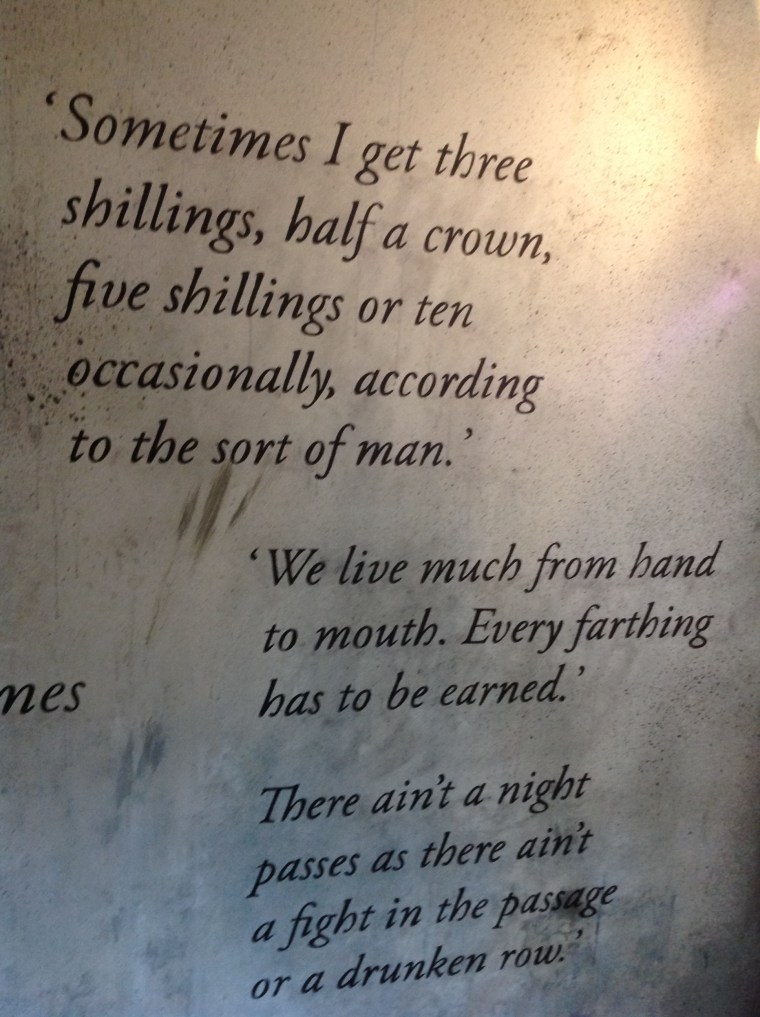 ‘Sometimes I get three
shillings, half a crown,
five shillings or ten
occasionally, according
to the sort of man.’
‘We live much from hand
to mouth. Every farthing
has to be earned.’
There ain’t a night
passes as there ain’t
a fight in the passage
or a drunken row.’